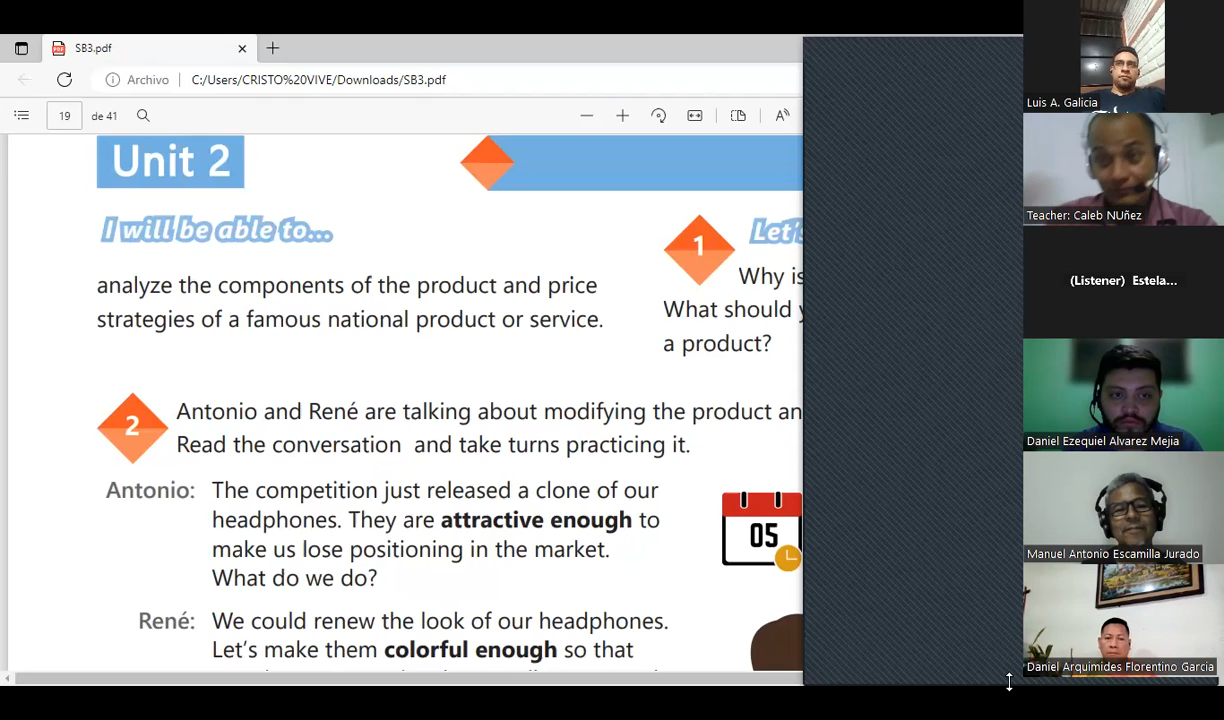 SB3.pdf
Archivo
C:/Users/CRISTO%20VIVE/Downloads/SB3.pdf
19
de 41
Unit 2
I will be able to...
analyze the components of the product and price
strategies of a famous national product or service.
1
Let's
Why is
What should y
a product?
2
Antonio and René are talking about modifying the product an
Read the conversation and take turns practicing it.
Antonio: The competition just released a clone of our
headphones. They are attractive enough to
make us lose positioning in the market.
What do we do?
05
René: We could renew the look of our headphones.
Let's make them colorful enough so that
Luis A. Galicia
Teacher: Caleb NUñez
(Listener) Estela...
Daniel Ezequiel Alvarez Mejia
Manuel Antonio Escamilla Jurado
Daniel Arquimides Florentino Garcia